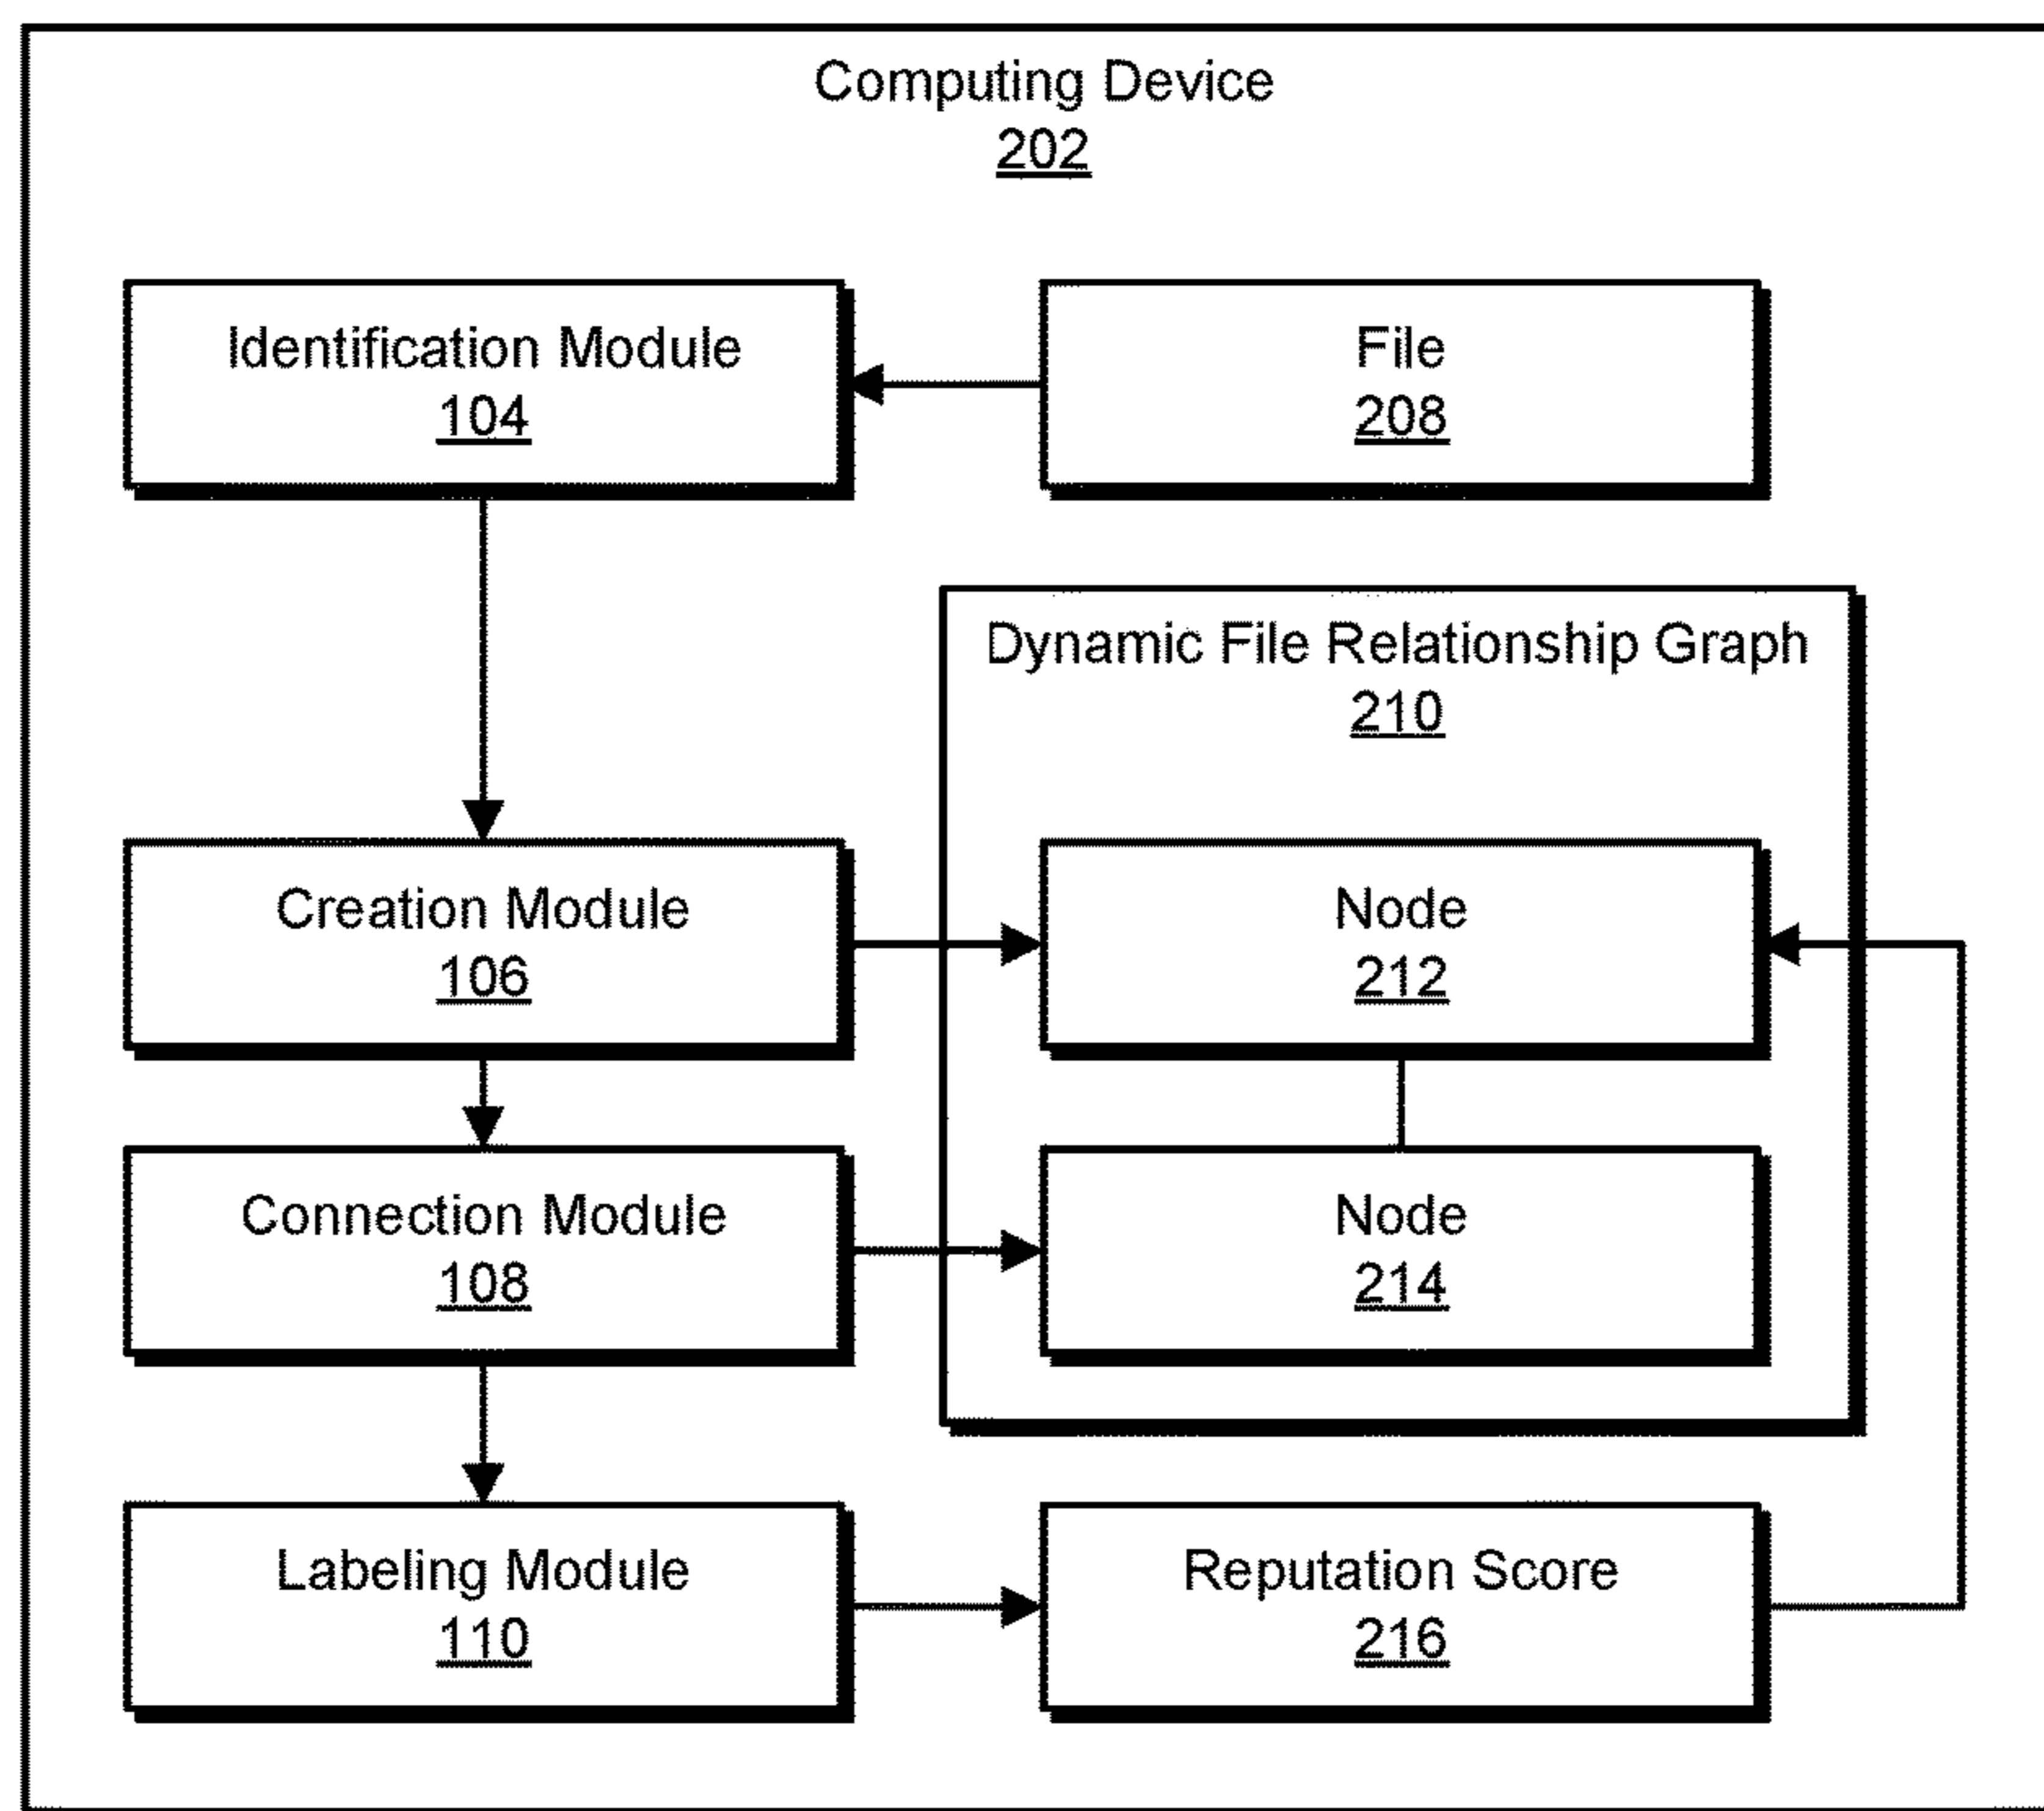 Computing Device
202
Identification Module
104
File
208
Dynamic File Relationship Graph
210
Creation Module
106
Node
212
Connection Module
108
Node
214
Labeling Module
110
Reputation Score
216